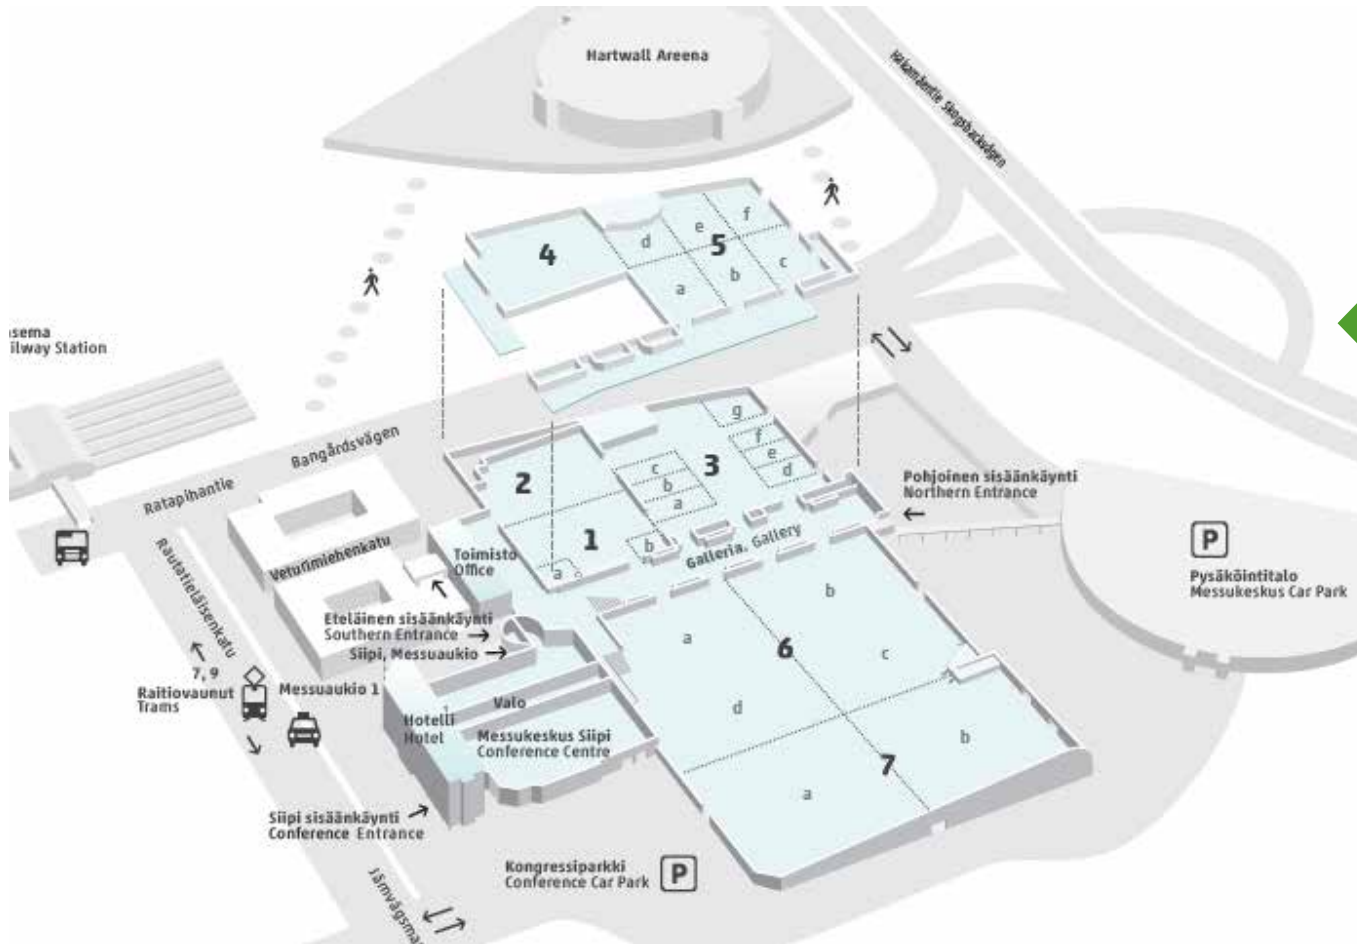 Hartwall Areena
Hakamäentie Skogsbackvägen
4
d
e
f
5
a
b
c
sema
ilway Station
Bangårdsvägen
Ratapihantie
2
1
a
b
3
c
b
a
g
f
e
d
Pohjoinen sisäänkäynti
Northern Entrance
Galleria. Gallery
P
Pysäköintitalo
Messukeskus Car Park
Toimisto
Office
Veturimiehenkatu
Rautatieläisenkatu
Eteläinen sisäänkäynti
Southern Entrance
Siipi, Messuaukio
a
b
6
c
d
7
a
b
7, 9
Raitiovaunut
Trams
Messuaukio 1
Hotelli
Hotel
Valo
Messukeskus Siipi
Conference Centre
Siipi sisäänkäynti
Conference Entrance
Kongressiparkki
Conference Car Park
P